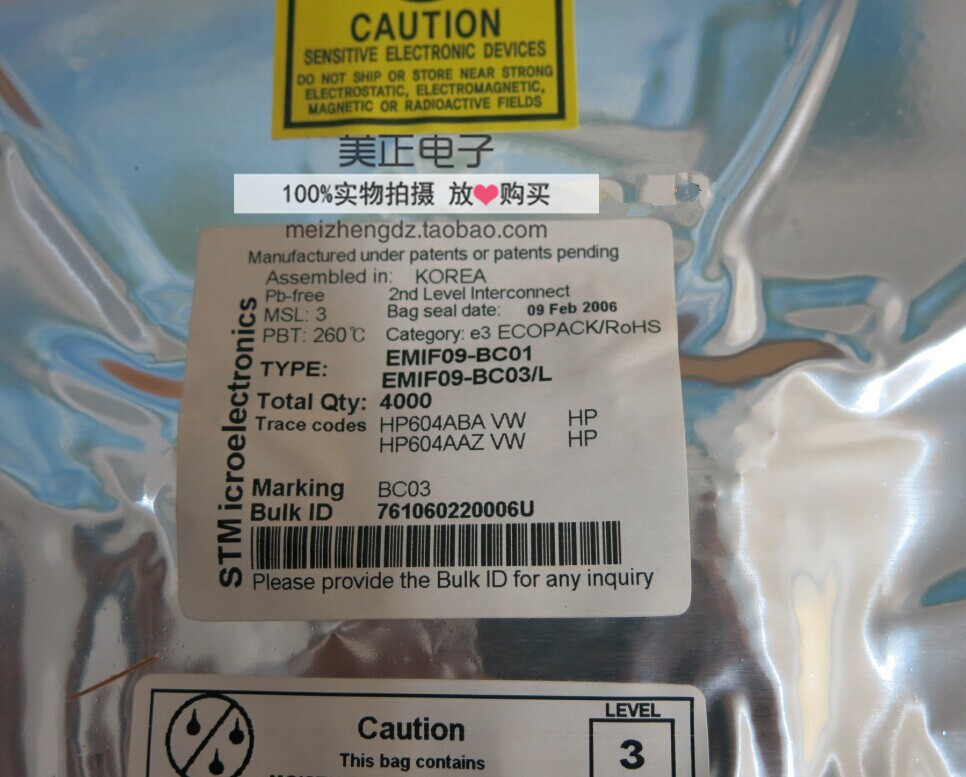 CAUTION
SENSITIVE ELECTRONIC DEVICES
DO NOT SHIP OR STORE NEAR STRONG
ELECTROSTATIC, ELECTROMAGNETIC,
MAGNETIC OR RADIOACTIVE FIELDS
美正电子
100%实物拍摄 放❤购买
meizhengdz.taobao.com
Manufactured under patents or patents pending
Assembled in: KOREA
Pb-free 2nd Level Interconnect
MSL: 3 Bag seal date: 09 Feb 2006
PBT: 260℃ Category: e3 ECOPACK/RoHS
TYPE: EMIF09-BC01
EMIF09-BC03/L
Total Qty: 4000
Trace codes HP604ABA VW HP
HP604AAZ VW HP
Marking BC03
Bulk ID 761060220006U
Please provide the Bulk ID for any inquiry
STMicroelectronics
LEVEL
3
Caution
This bag contains